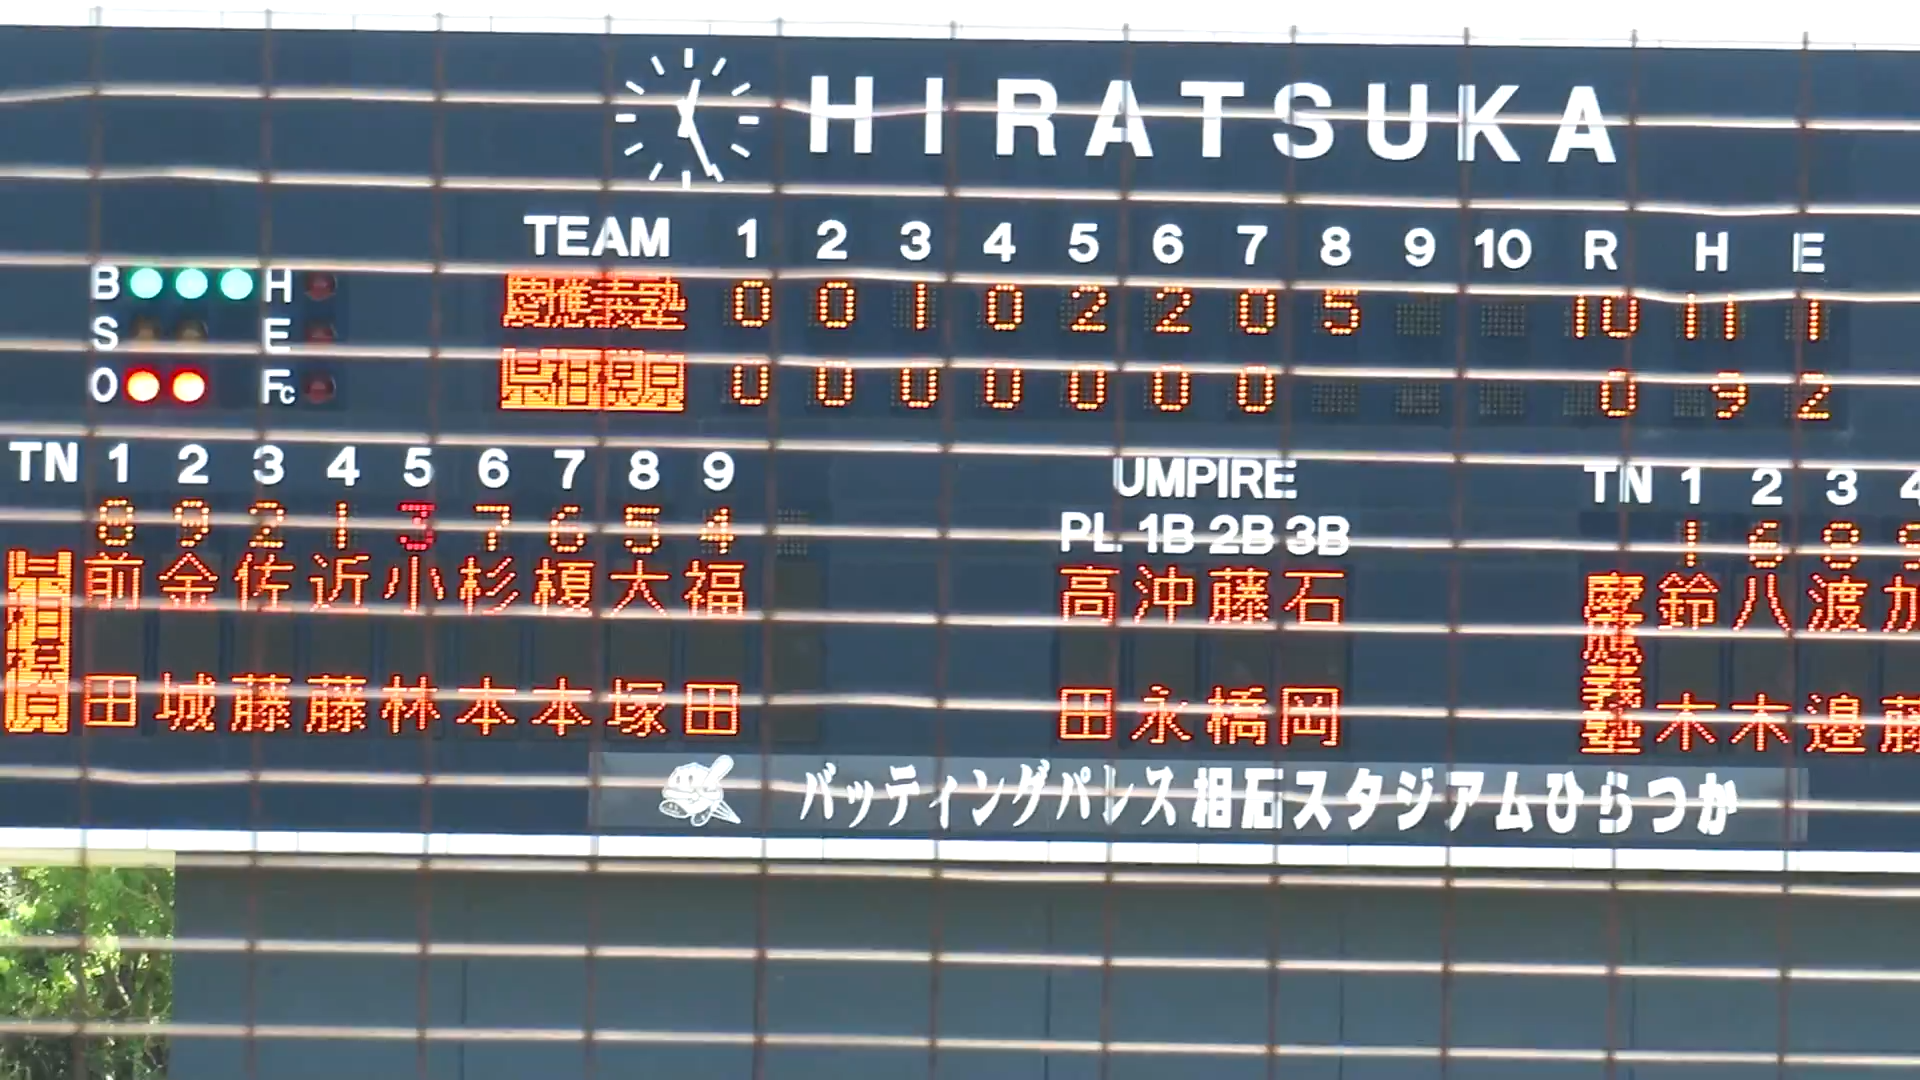 HIRATSUKA
TEAM 1 2 3 4 5 6 7 8 9 10 R H E
B H 慶應義塾 0 0 1 0 2 2 0 5 10 11 1
S E
O Fc 県相模原 0 0 0 0 0 0 0 0 9 2
TN 1 2 3 4 5 6 7 8 9
8 9 2 1 3 7 6 5 4
県相模原 前田 金城 佐藤 近藤 小林 杉本 榎本 大塚 福田
UMPIRE
PL 1B 2B 3B
高田 沖永 藤橋 石岡
TN 1 2 3 4
1 6 8 9
慶應義塾 鈴木 八木 渡邉 加藤
バッティングパレス相石スタジアムひらつか